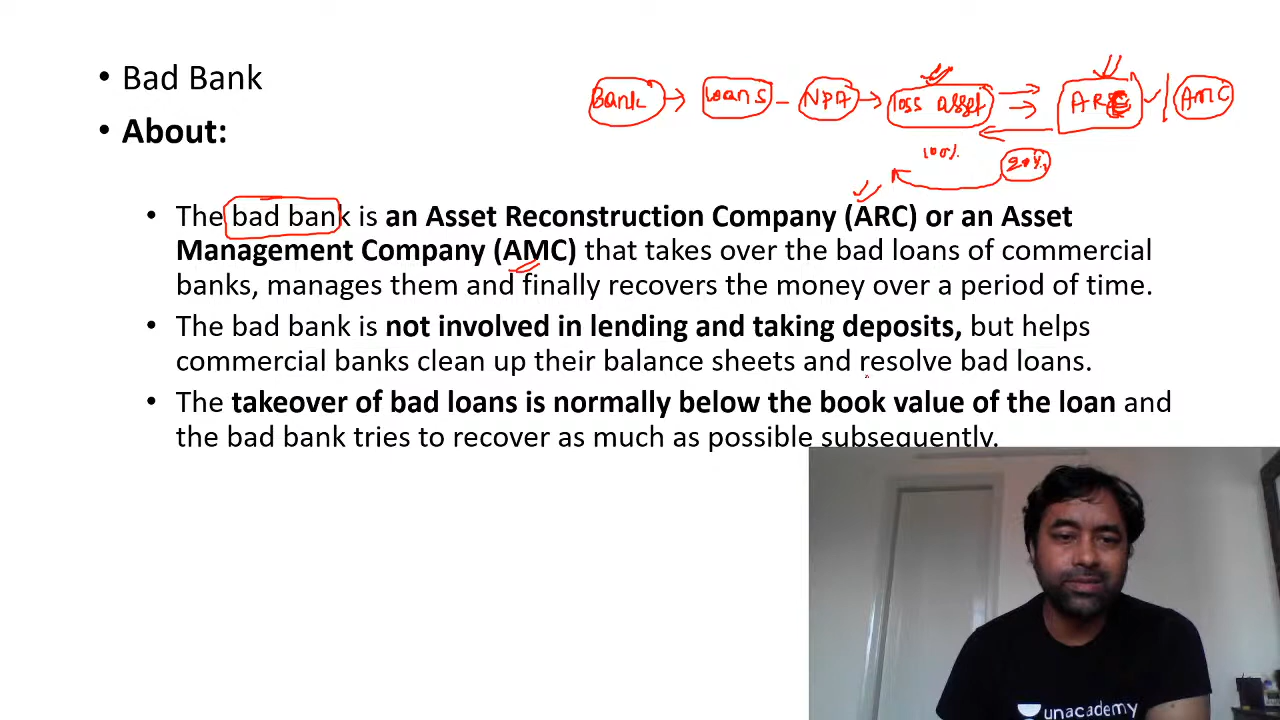 • Bad Bank
Bank → loans – NPA → loss asset → ARC | AMC
• About:
100% 20%
• The bad bank is an Asset Reconstruction Company (ARC) or an Asset
Management Company (AMC) that takes over the bad loans of commercial
banks, manages them and finally recovers the money over a period of time.
• The bad bank is not involved in lending and taking deposits, but helps
commercial banks clean up their balance sheets and resolve bad loans.
• The takeover of bad loans is normally below the book value of the loan and
the bad bank tries to recover as much as possible subsequently.
unacademy